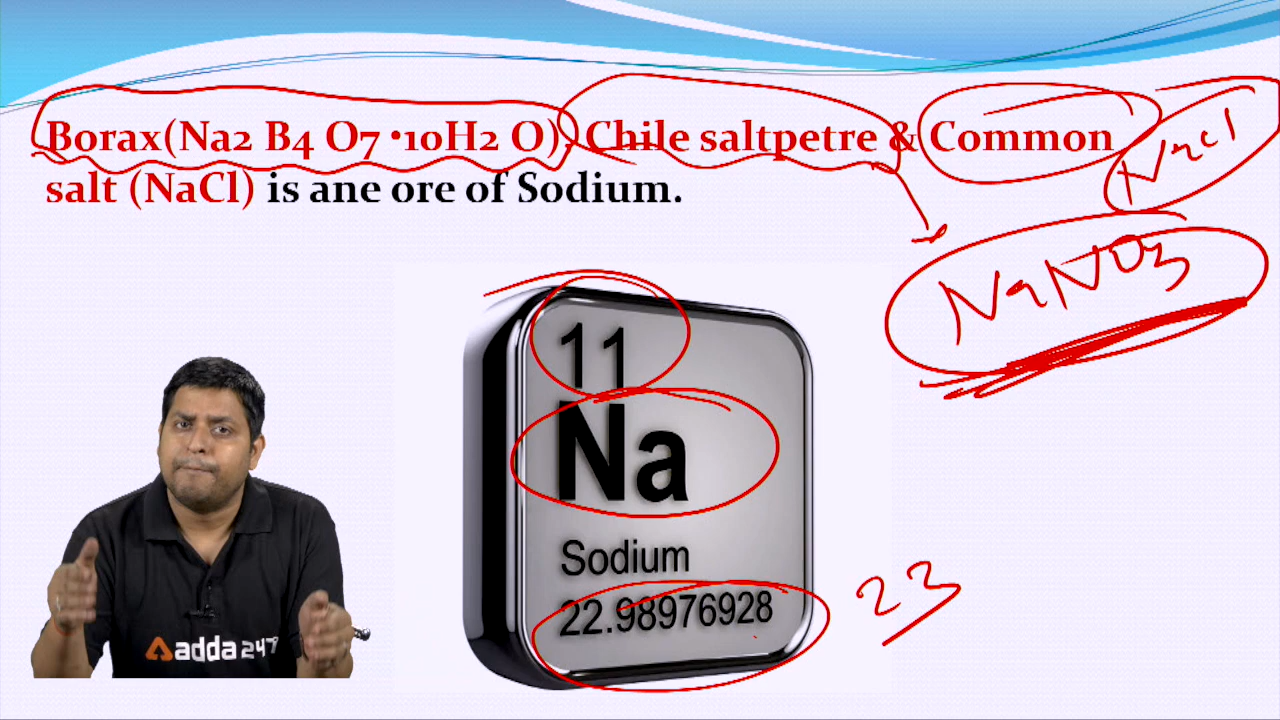 Borax(Na2 B4 O7 •10H2 O), Chile saltpetre & Common
NaCl
salt (NaCl) is ane ore of Sodium.
NaNO3
11
Na
Sodium
22.98976928
23
adda 247